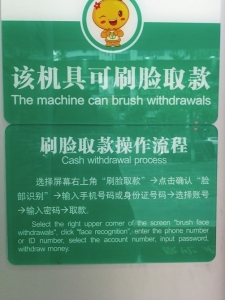 该机具可刷脸取款
The machine can brush withdrawals
刷脸取款操作流程
Cash withdrawal process
选择屏幕右上角“刷脸取款”→点击确认“脸
部识别”→输入手机号码或身份证号码→选择账号
→输入密码→取款。
Select the right upper corner of the screen "brush face
withdrawals", click "face recognition", enter the phone number
or ID number, select the account number, input password,
withdraw money.